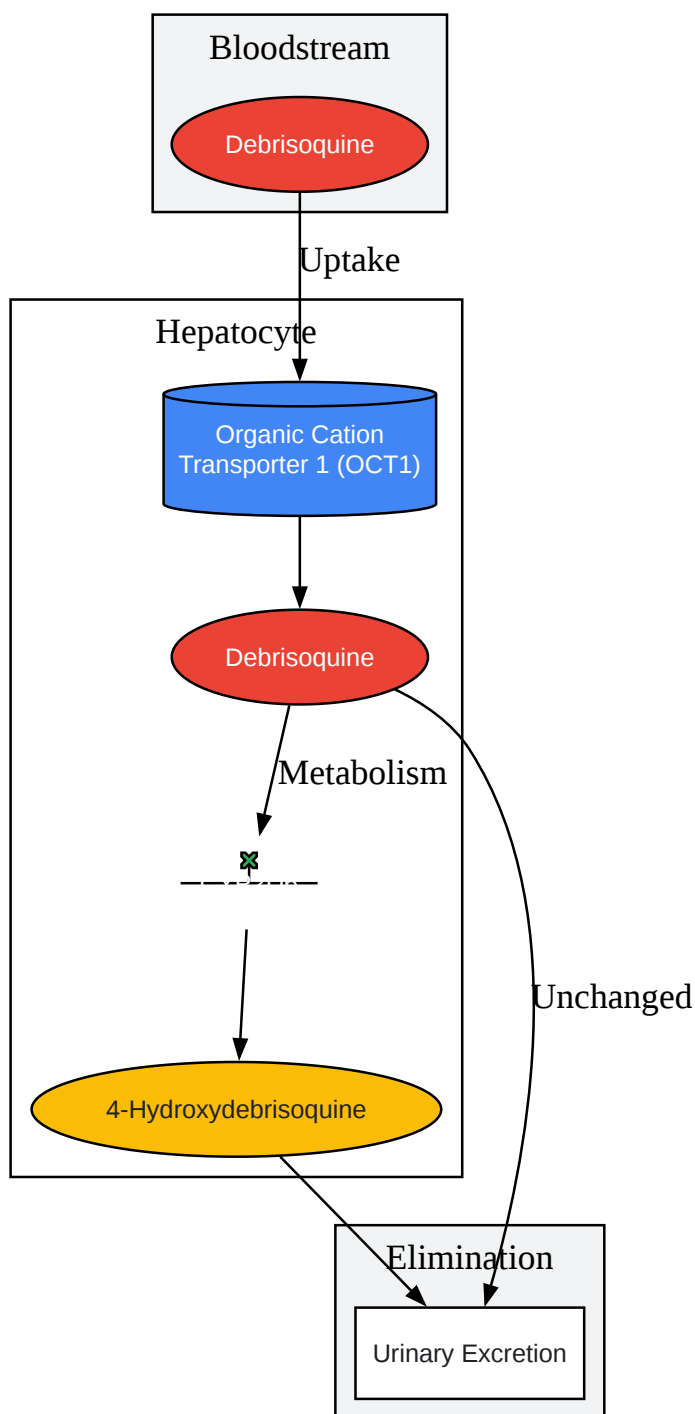 Bloodstream
Debrisoquine
Uptake
Hepatocyte
Organic Cation
Transporter 1 (OCT1)
Debrisoquine
Metabolism
Unchanged
4-Hydroxydebrisoquine
Elimination
Urinary Excretion